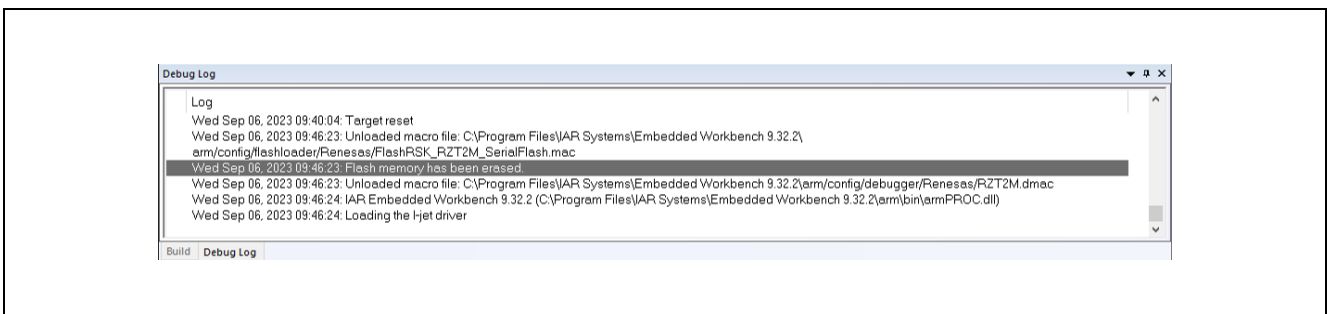 Debug Log
Log
Wed Sep 06, 2023 09:40:04: Target reset
Wed Sep 06, 2023 09:46:23: Unloaded macro file: C:\Program Files\IAR Systems\Embedded Workbench 9.32.2\
arm/config/flashloader/Renesas/FlashRSK_RZT2M_SerialFlash.mac
Wed Sep 06, 2023 09:46:23: Flash memory has been erased.
Wed Sep 06, 2023 09:46:23: Unloaded macro file: C:\Program Files\IAR Systems\Embedded Workbench 9.32.2\arm/config/debugger/Renesas/RZT2M.dmac
Wed Sep 06, 2023 09:46:24: IAR Embedded Workbench 9.32.2 (C:\Program Files\IAR Systems\Embedded Workbench 9.32.2\arm\bin\armPROC.dll)
Wed Sep 06, 2023 09:46:24: Loading the I-jet driver
Build Debug Log